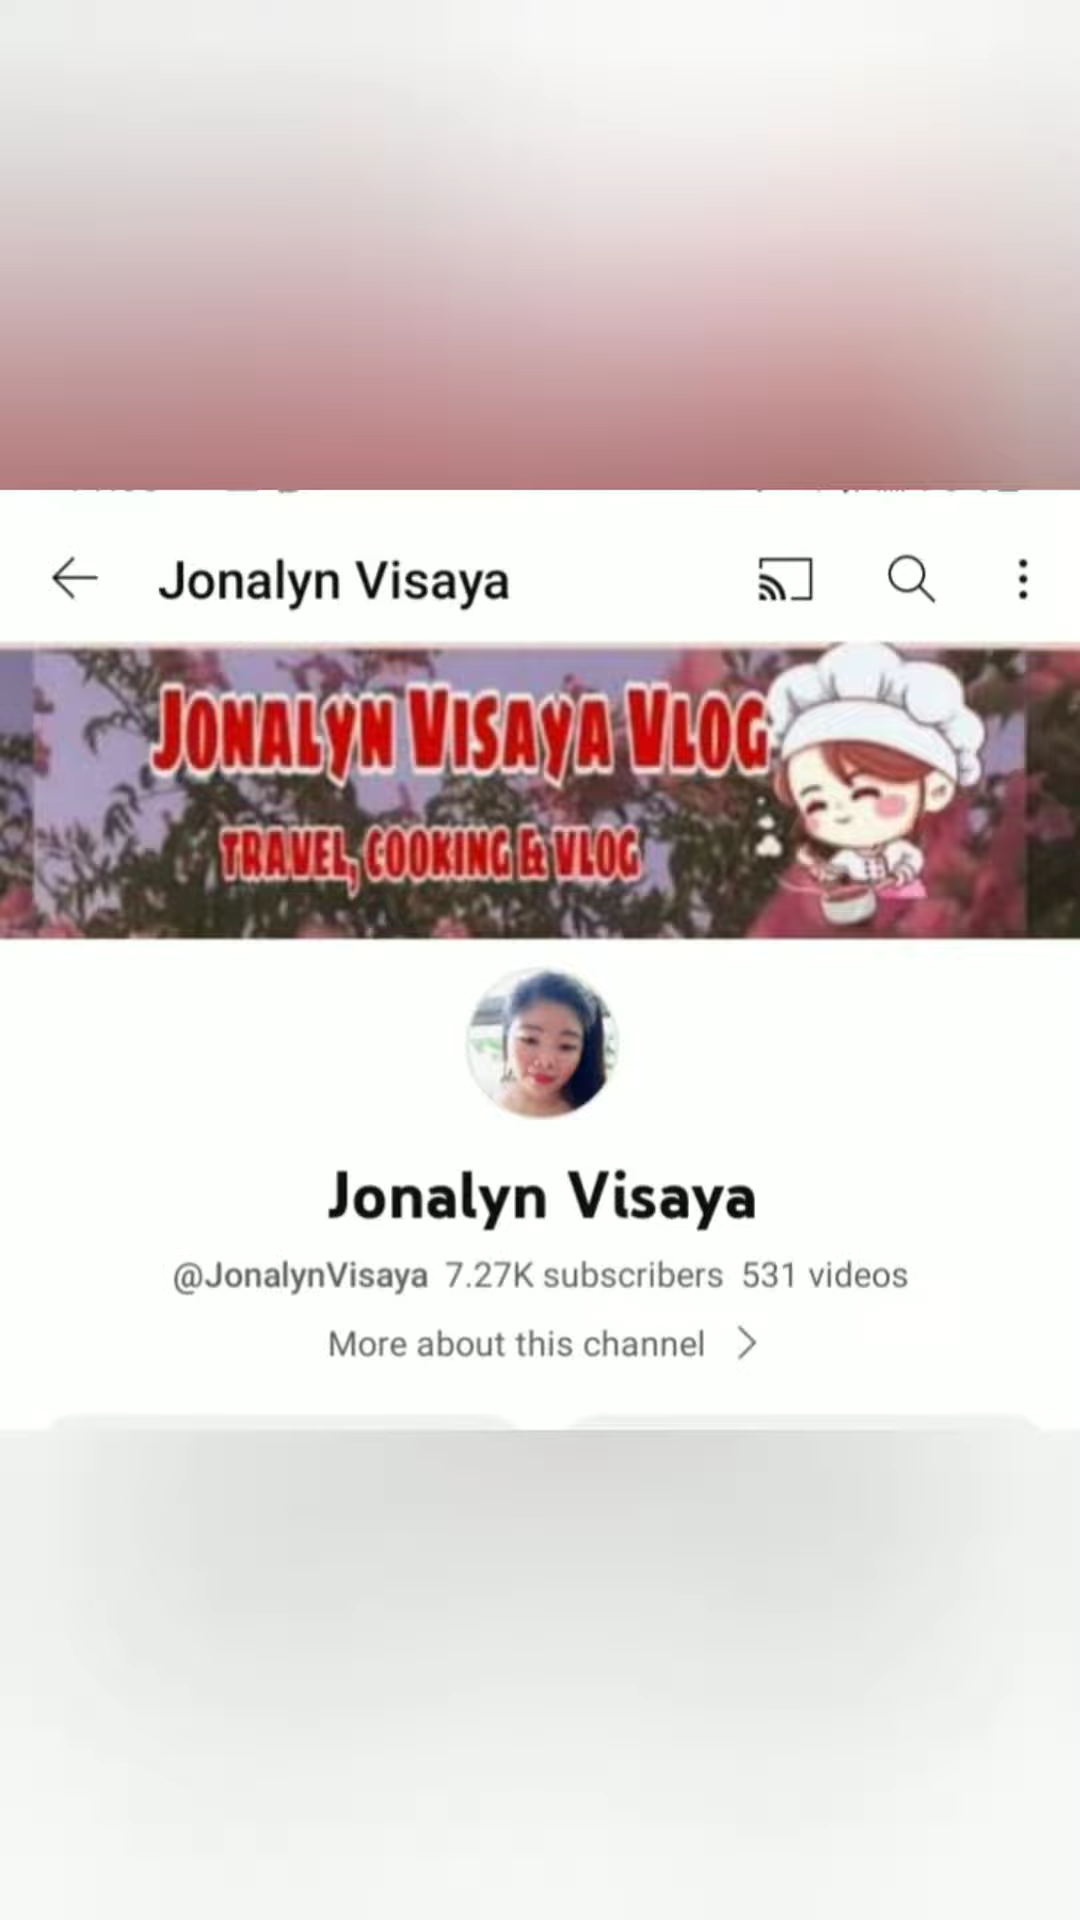 Jonalyn Visaya
JONALYN VISAYA VLOG
TRAVEL, COOKING & VLOG
Jonalyn Visaya
@JonalynVisaya 7.27K subscribers 531 videos
More about this channel